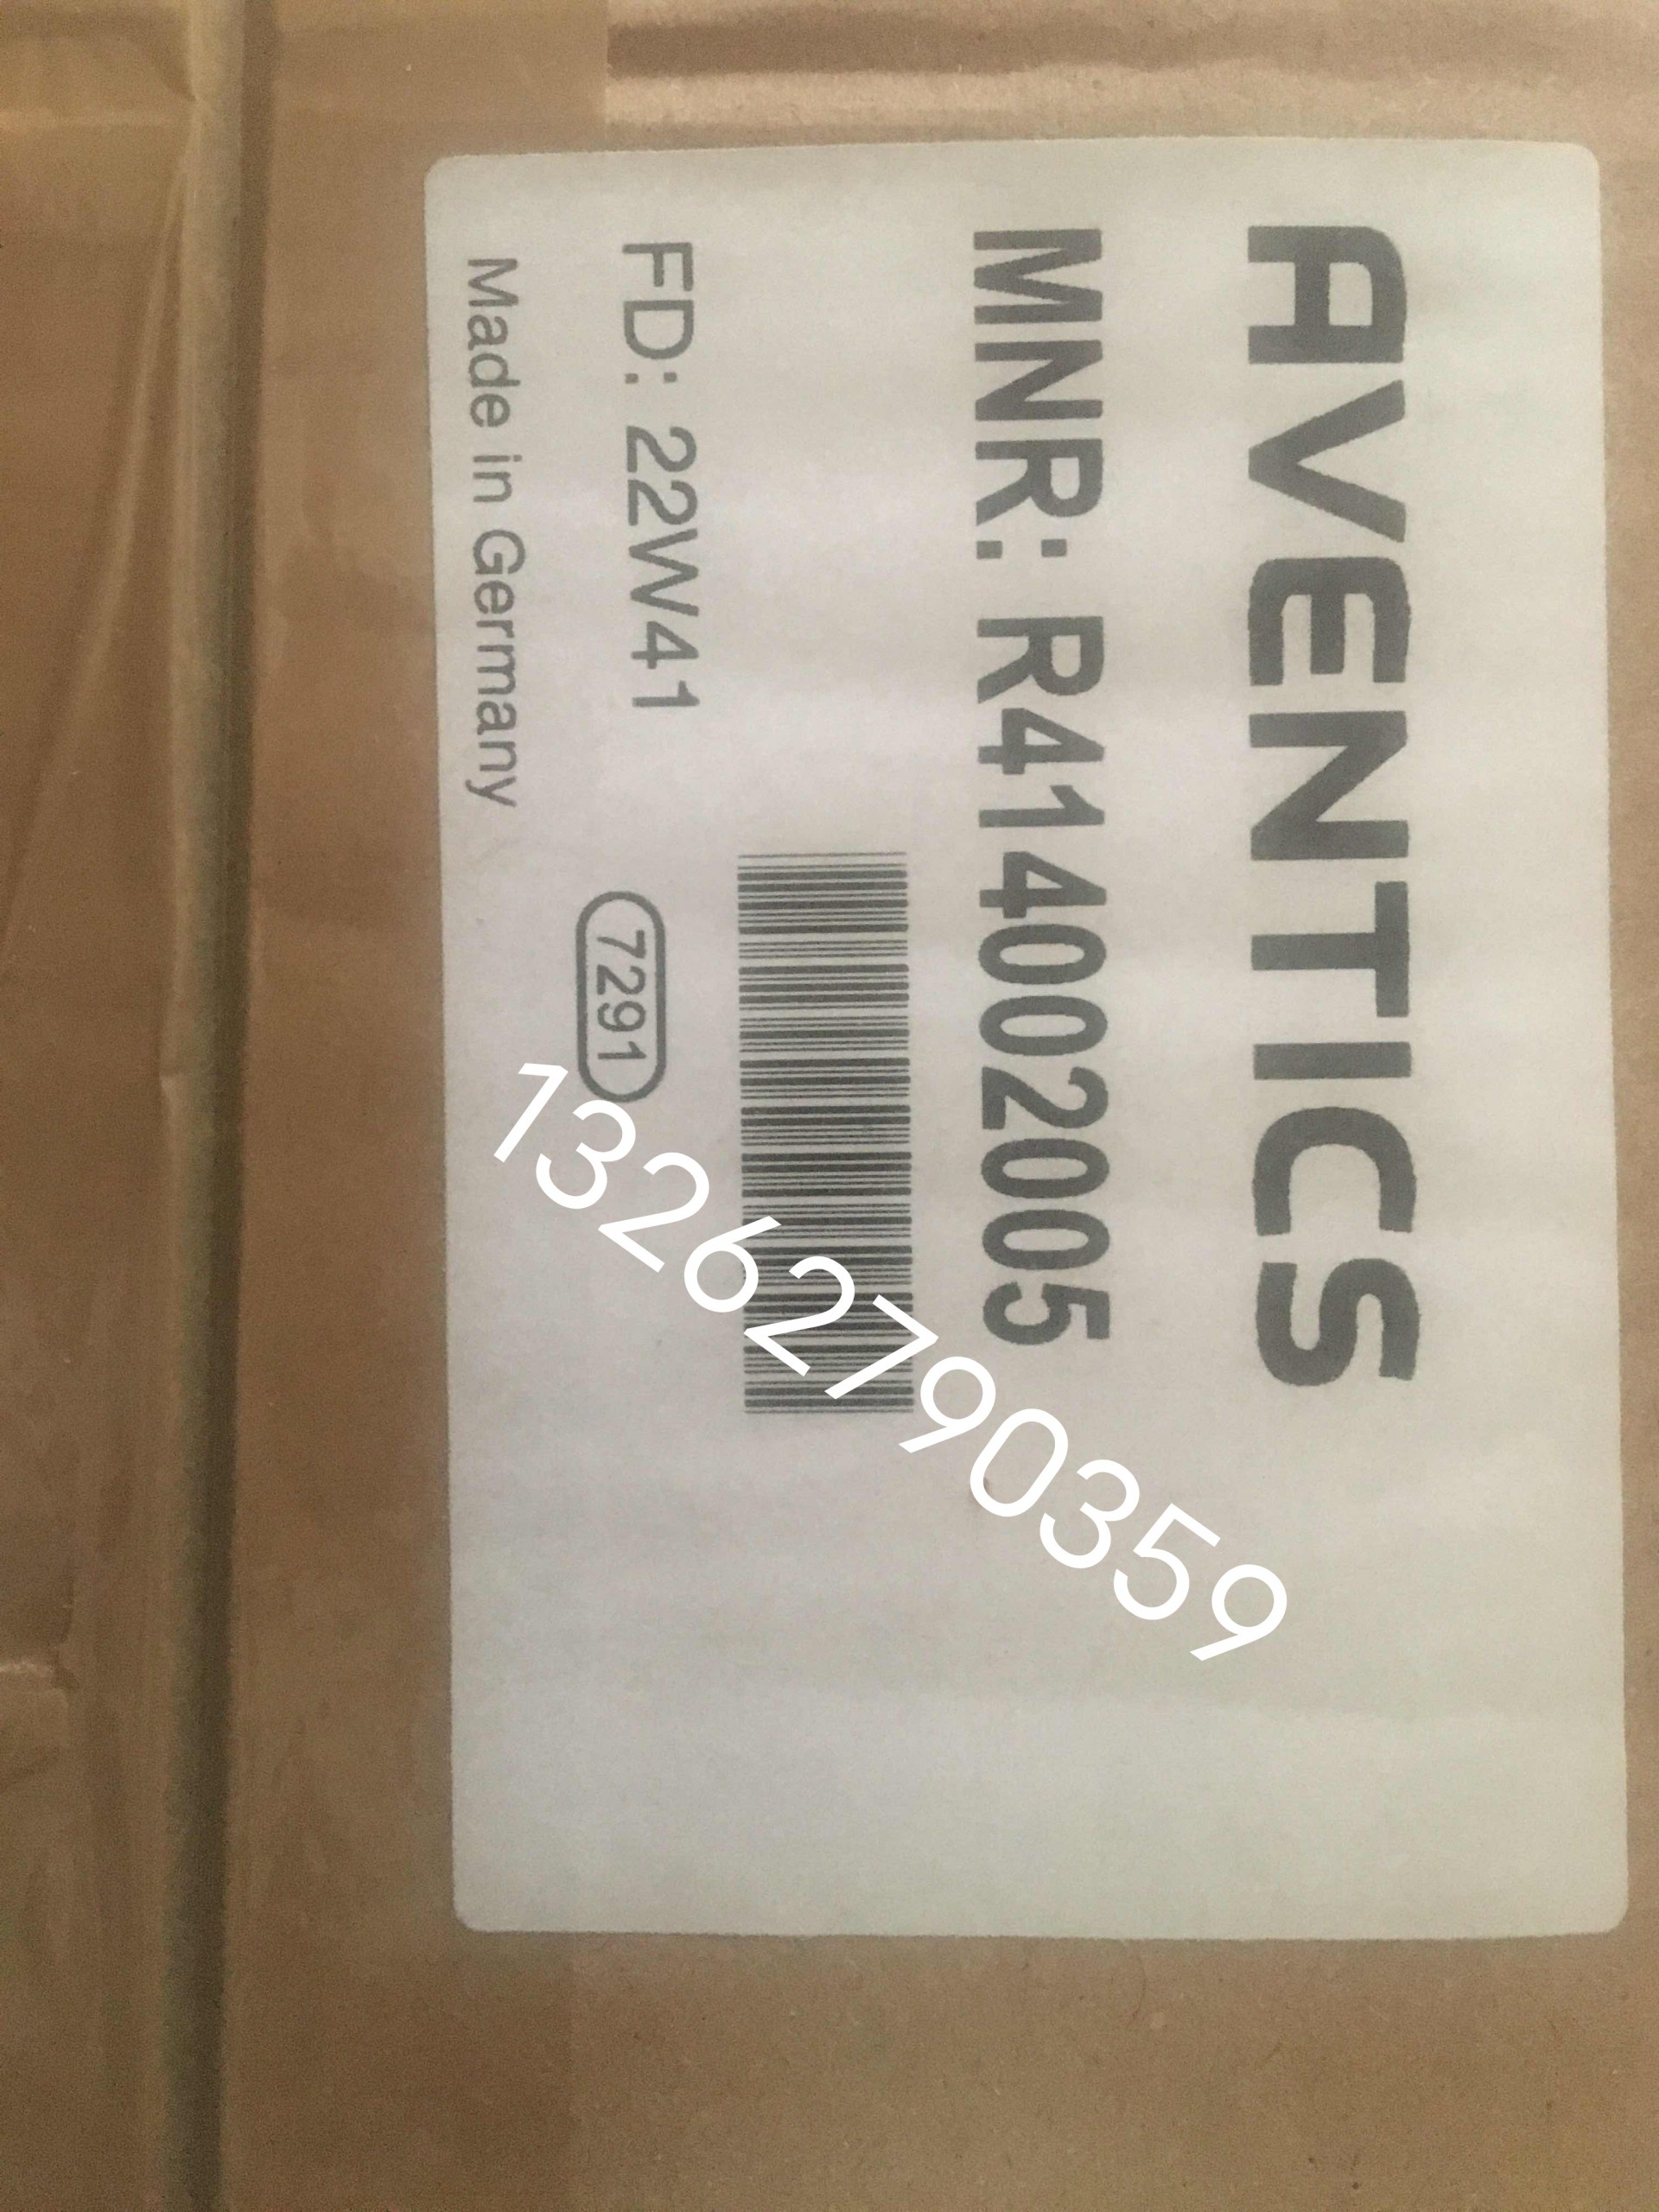 AVENTICS
MNR: R414002005
FD: 22W41
7291
Made in Germany
13262790359